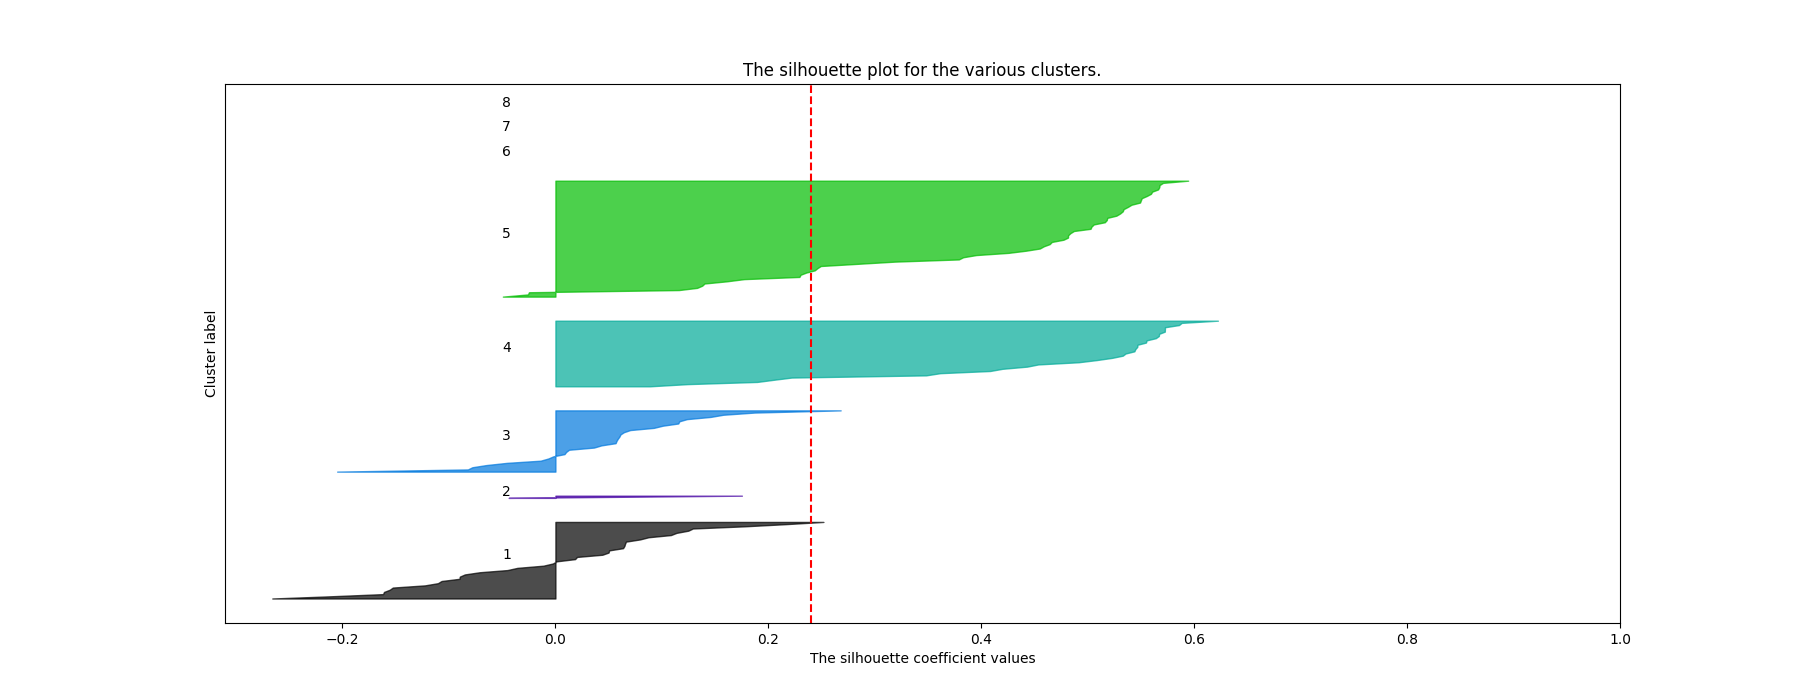 The silhouette plot for the various clusters.
8
7
6
5
4
3
2
1
Cluster label
−0.2 0.0 0.2 0.4 0.6 0.8 1.0
The silhouette coefficient values